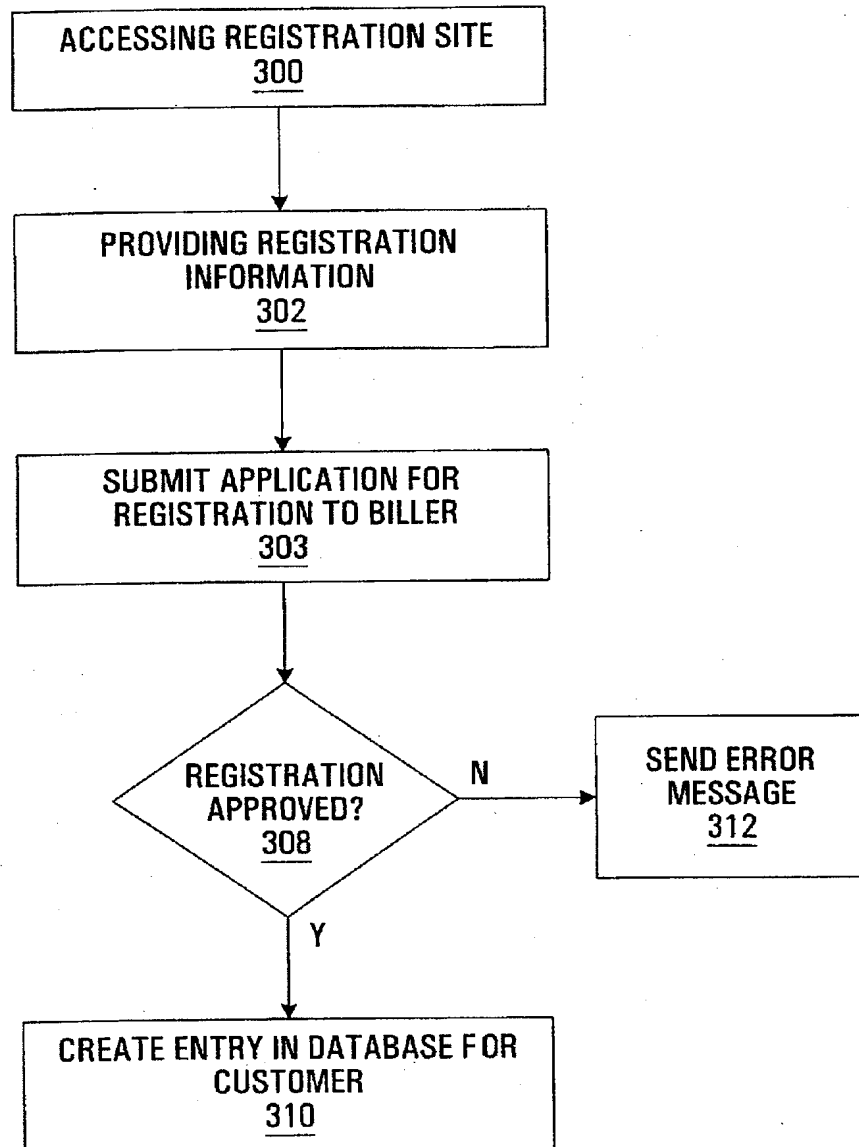 ACCESSING REGISTRATION SITE
300
PROVIDING REGISTRATION
INFORMATION
302
SUBMIT APPLICATION FOR
REGISTRATION TO BILLER
303
REGISTRATION
APPROVED?
308
N
SEND ERROR
MESSAGE
312
Y
CREATE ENTRY IN DATABASE FOR
CUSTOMER
310